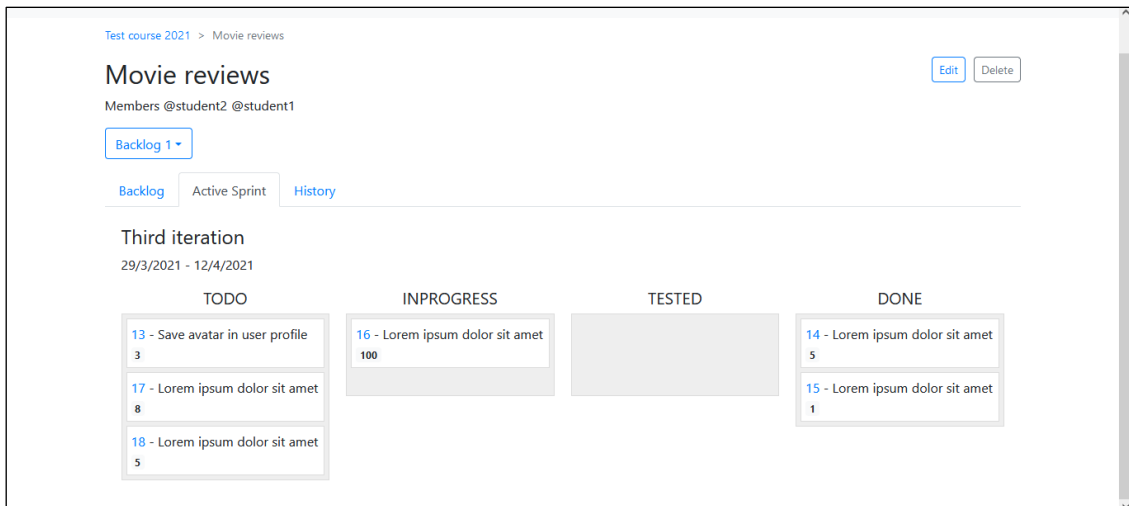 Test course 2021 > Movie reviews
Movie reviews
Edit
Delete
Members @student2 @student1
Backlog 1
Backlog
Active Sprint
History
Third iteration
29/3/2021 - 12/4/2021
TODO
13 - Save avatar in user profile
3
17 - Lorem ipsum dolor sit amet
8
18 - Lorem ipsum dolor sit amet
5
INPROGRESS
16 - Lorem ipsum dolor sit amet
100
TESTED
DONE
14 - Lorem ipsum dolor sit amet
5
15 - Lorem ipsum dolor sit amet
1